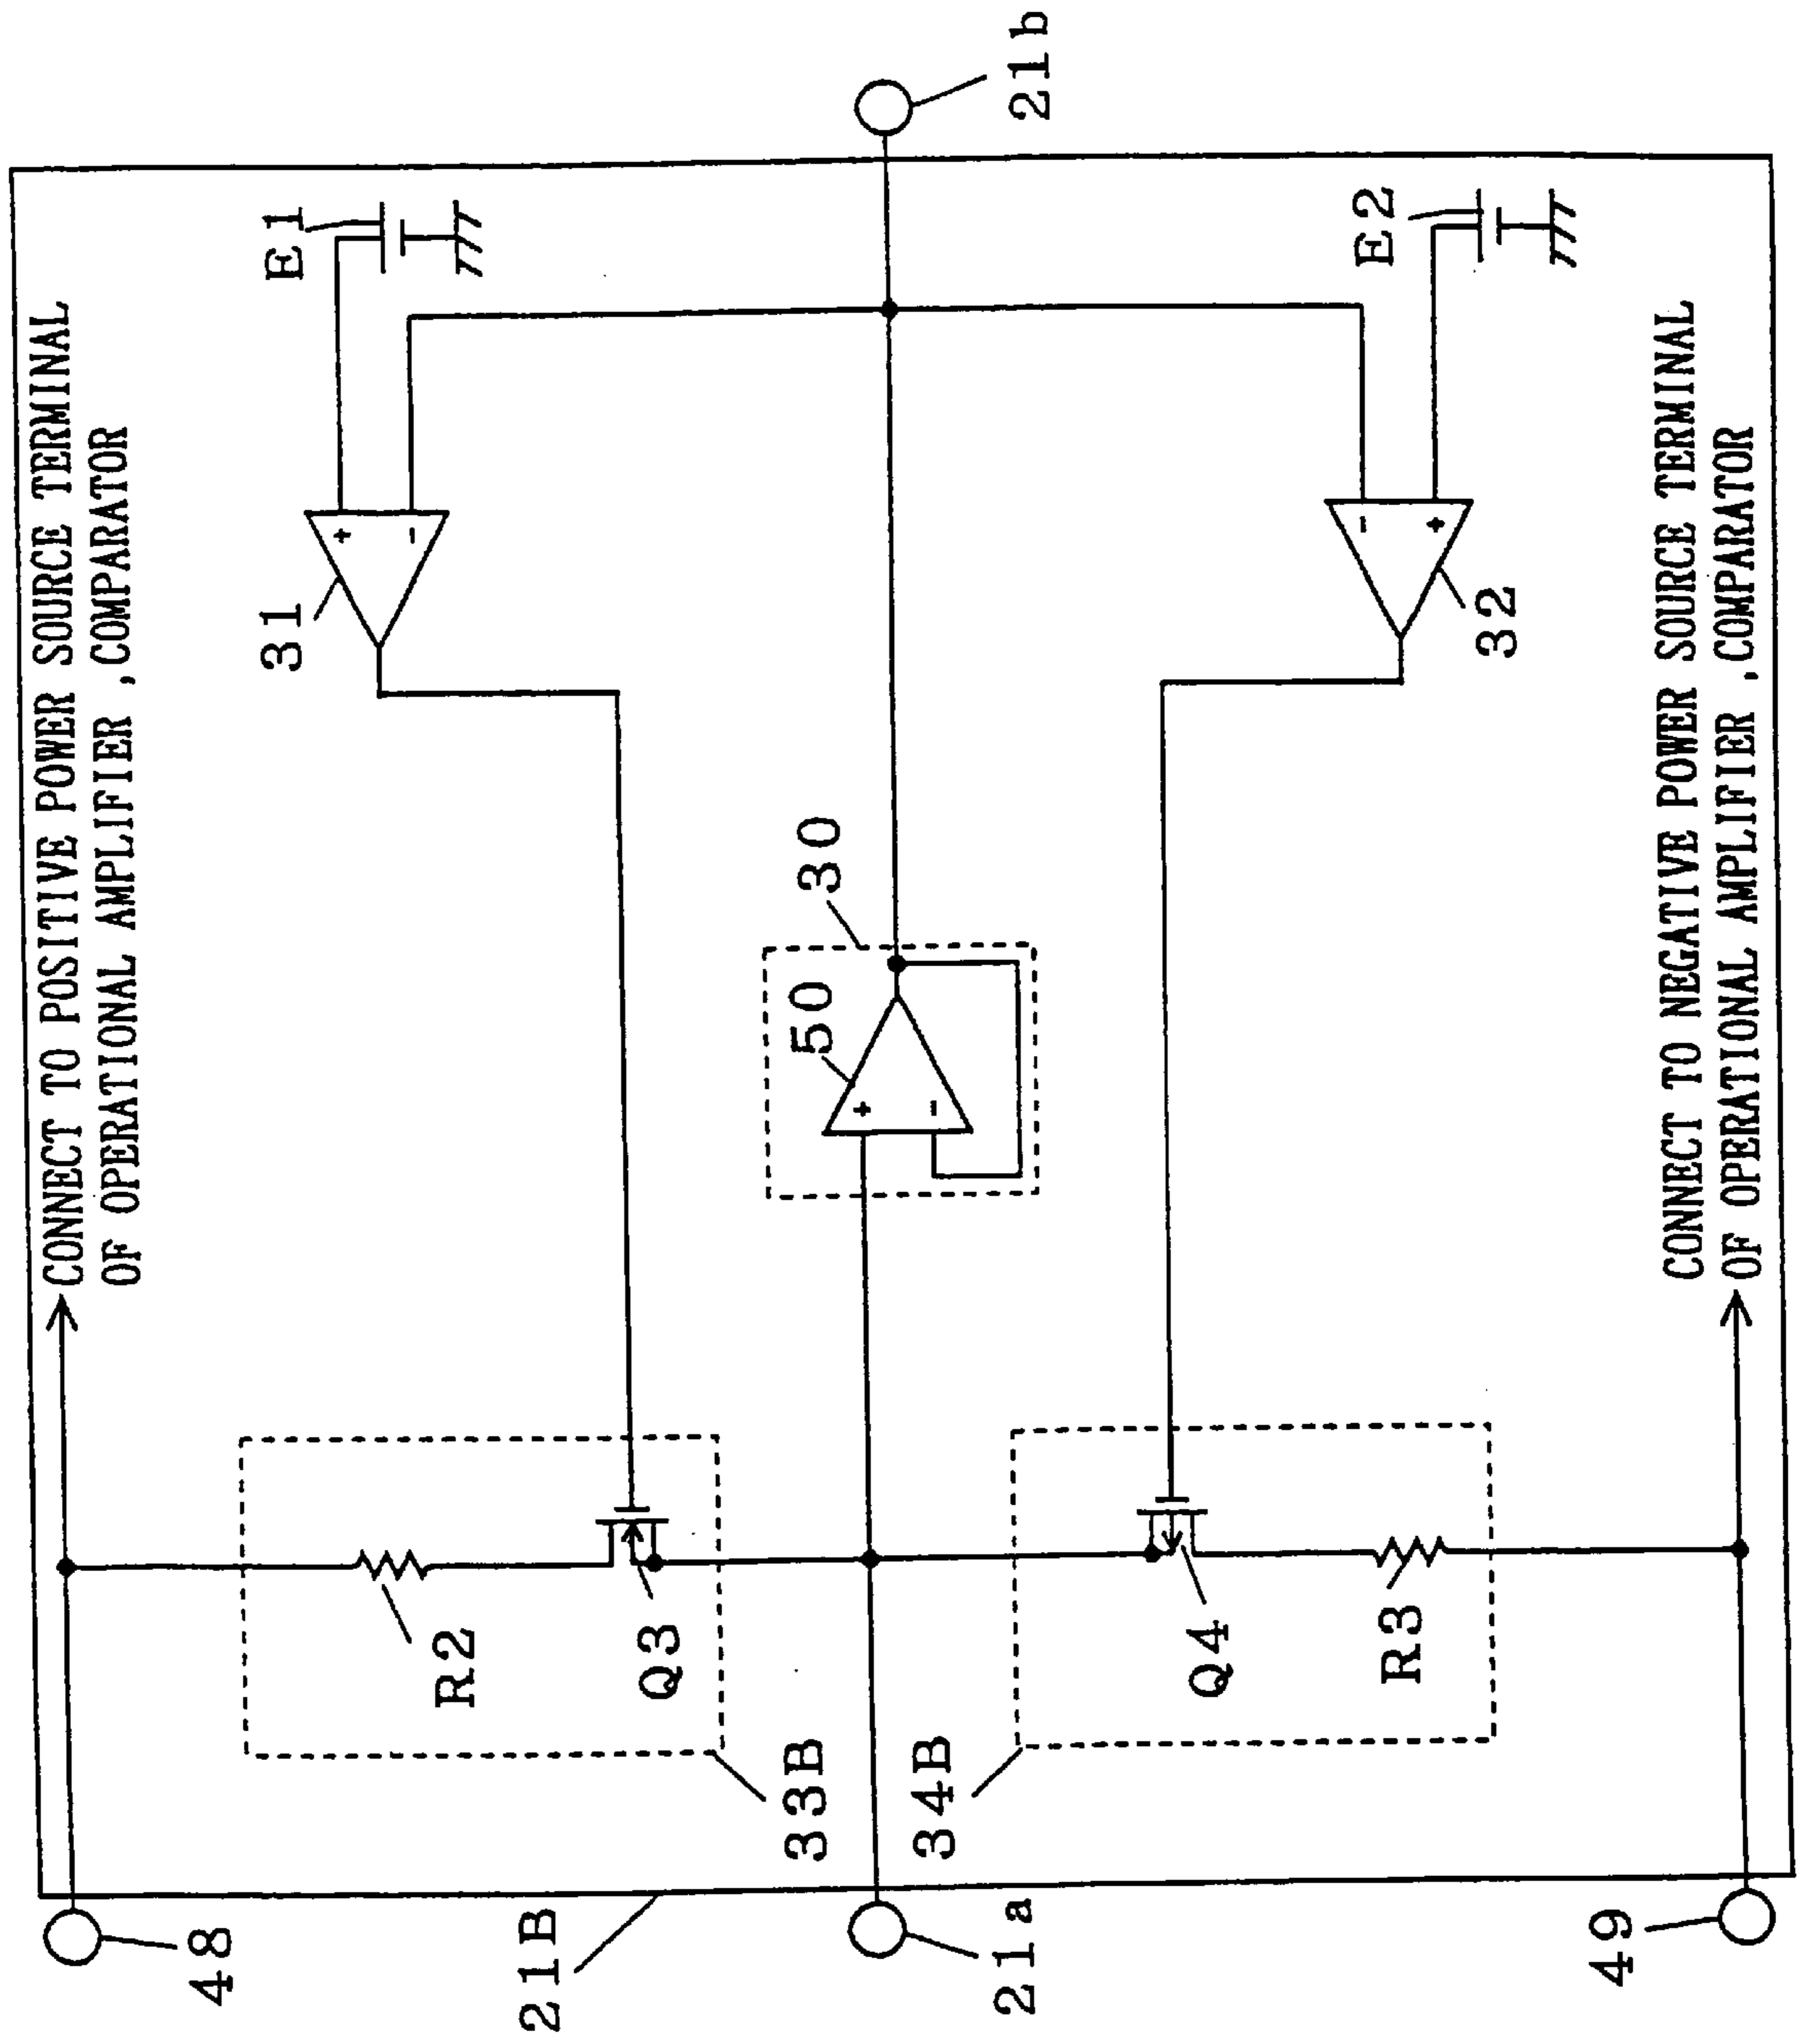 48
CONNECT TO POSITIVE POWER SOURCE TERMINAL
OF OPERATIONAL AMPLIFIER ,COMPARATOR
E1
+
-
31
R2
Q3
33B
21B
30
50
+
-
21a
21b
34B
Q4
R3
-
+
32
E2
CONNECT TO NEGATIVE POWER SOURCE TERMINAL
OF OPERATIONAL AMPLIFIER ,COMPARATOR
49